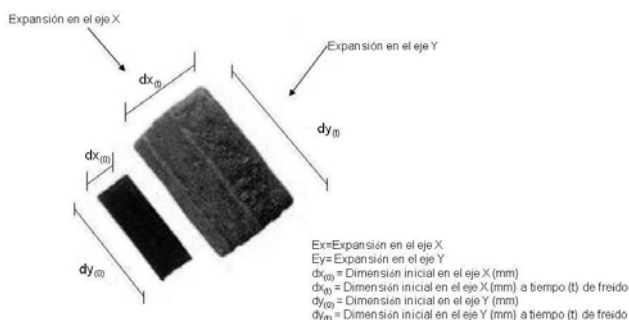 Expansión en el eje X
Expansión en el eje Y
dx(t)
dy(t)
dx(0)
dy(0)
Ex=Expansión en el eje X
Ey= Expansión en el eje Y
dx(0) = Dimensión inicial en el eje X (mm)
dx(t) = Dimensión inicial en el eje X (mm) a tiempo (t) de freido
dy(0) = Dimensión inicial en el eje Y (mm)
dy(t) = Dimensión inicial en el eje Y (mm) a tiempo (t) de freido